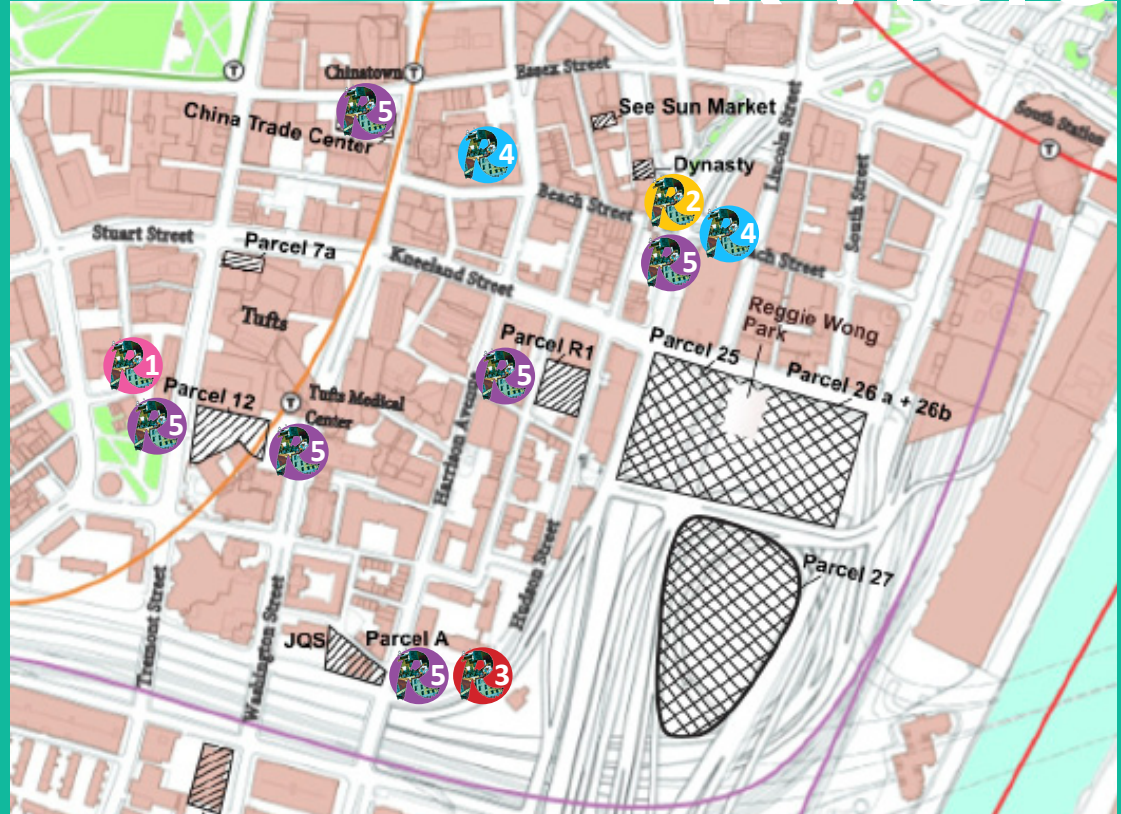 Essex Street
Chinatown
T
T
See Sun Market
China Trade Center
R 5
R 4
South Station
T
Lincoln Street
Dynasty
South Street
Beach Street
R 2
R 4
R 5
ach Street
Stuart Street
Parcel 7a
Kneeland Street
Tufts
Reggie Wong
Park
Parcel R1
Parcel 25
Parcel 26 a + 26b
R 1
R 5
Parcel 12
R 5
T
Tufts Medical
Center
R 5
Harrison Avenue
Hudson Street
Parcel 27
Tremont Street
Washington Street
JQS
Parcel A
R 5
R 3